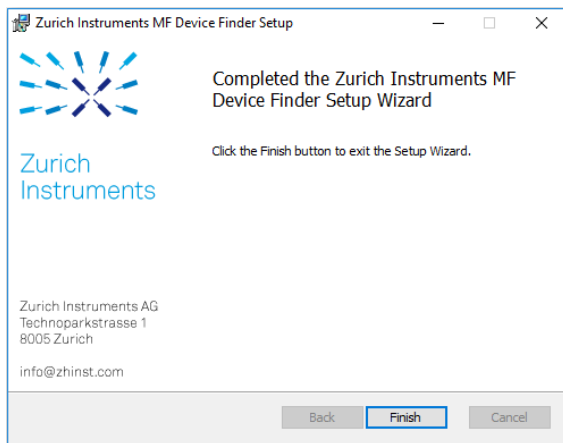 Zurich Instruments MF Device Finder Setup
Completed the Zurich Instruments MF
Device Finder Setup Wizard
Click the Finish button to exit the Setup Wizard.
Zurich
Instruments
Zurich Instruments AG
Technoparkstrasse 1
8005 Zurich
info@zhinst.com
Back Finish Cancel